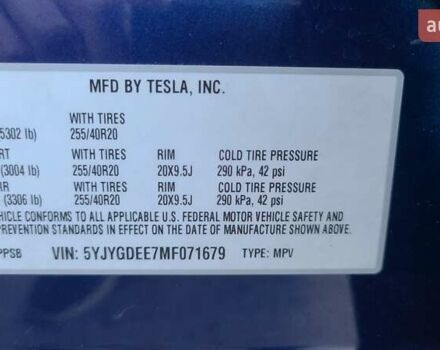 au
MFD BY TESLA, INC.
WITH TIRES
5302 lb) 255/40R20
RT WITH TIRES RIM COLD TIRE PRESSURE
(3004 lb) 255/40R20 20X9.5J 290 kPa, 42 psi
R WITH TIRES RIM COLD TIRE PRESSURE
(3306 lb) 255/40R20 20X9.5J 290 kPa, 42 psi
HICLE CONFORMS TO ALL APPLICABLE U.S. FEDERAL MOTOR VEHICLE SAFETY AND
PREVENTION STANDARDS IN EFFECT ON THE DATE OF MANUFACTURE SHOWN ABOVE.
PPSB VIN: 5YJYGDEE7MF071679 TYPE: MPV